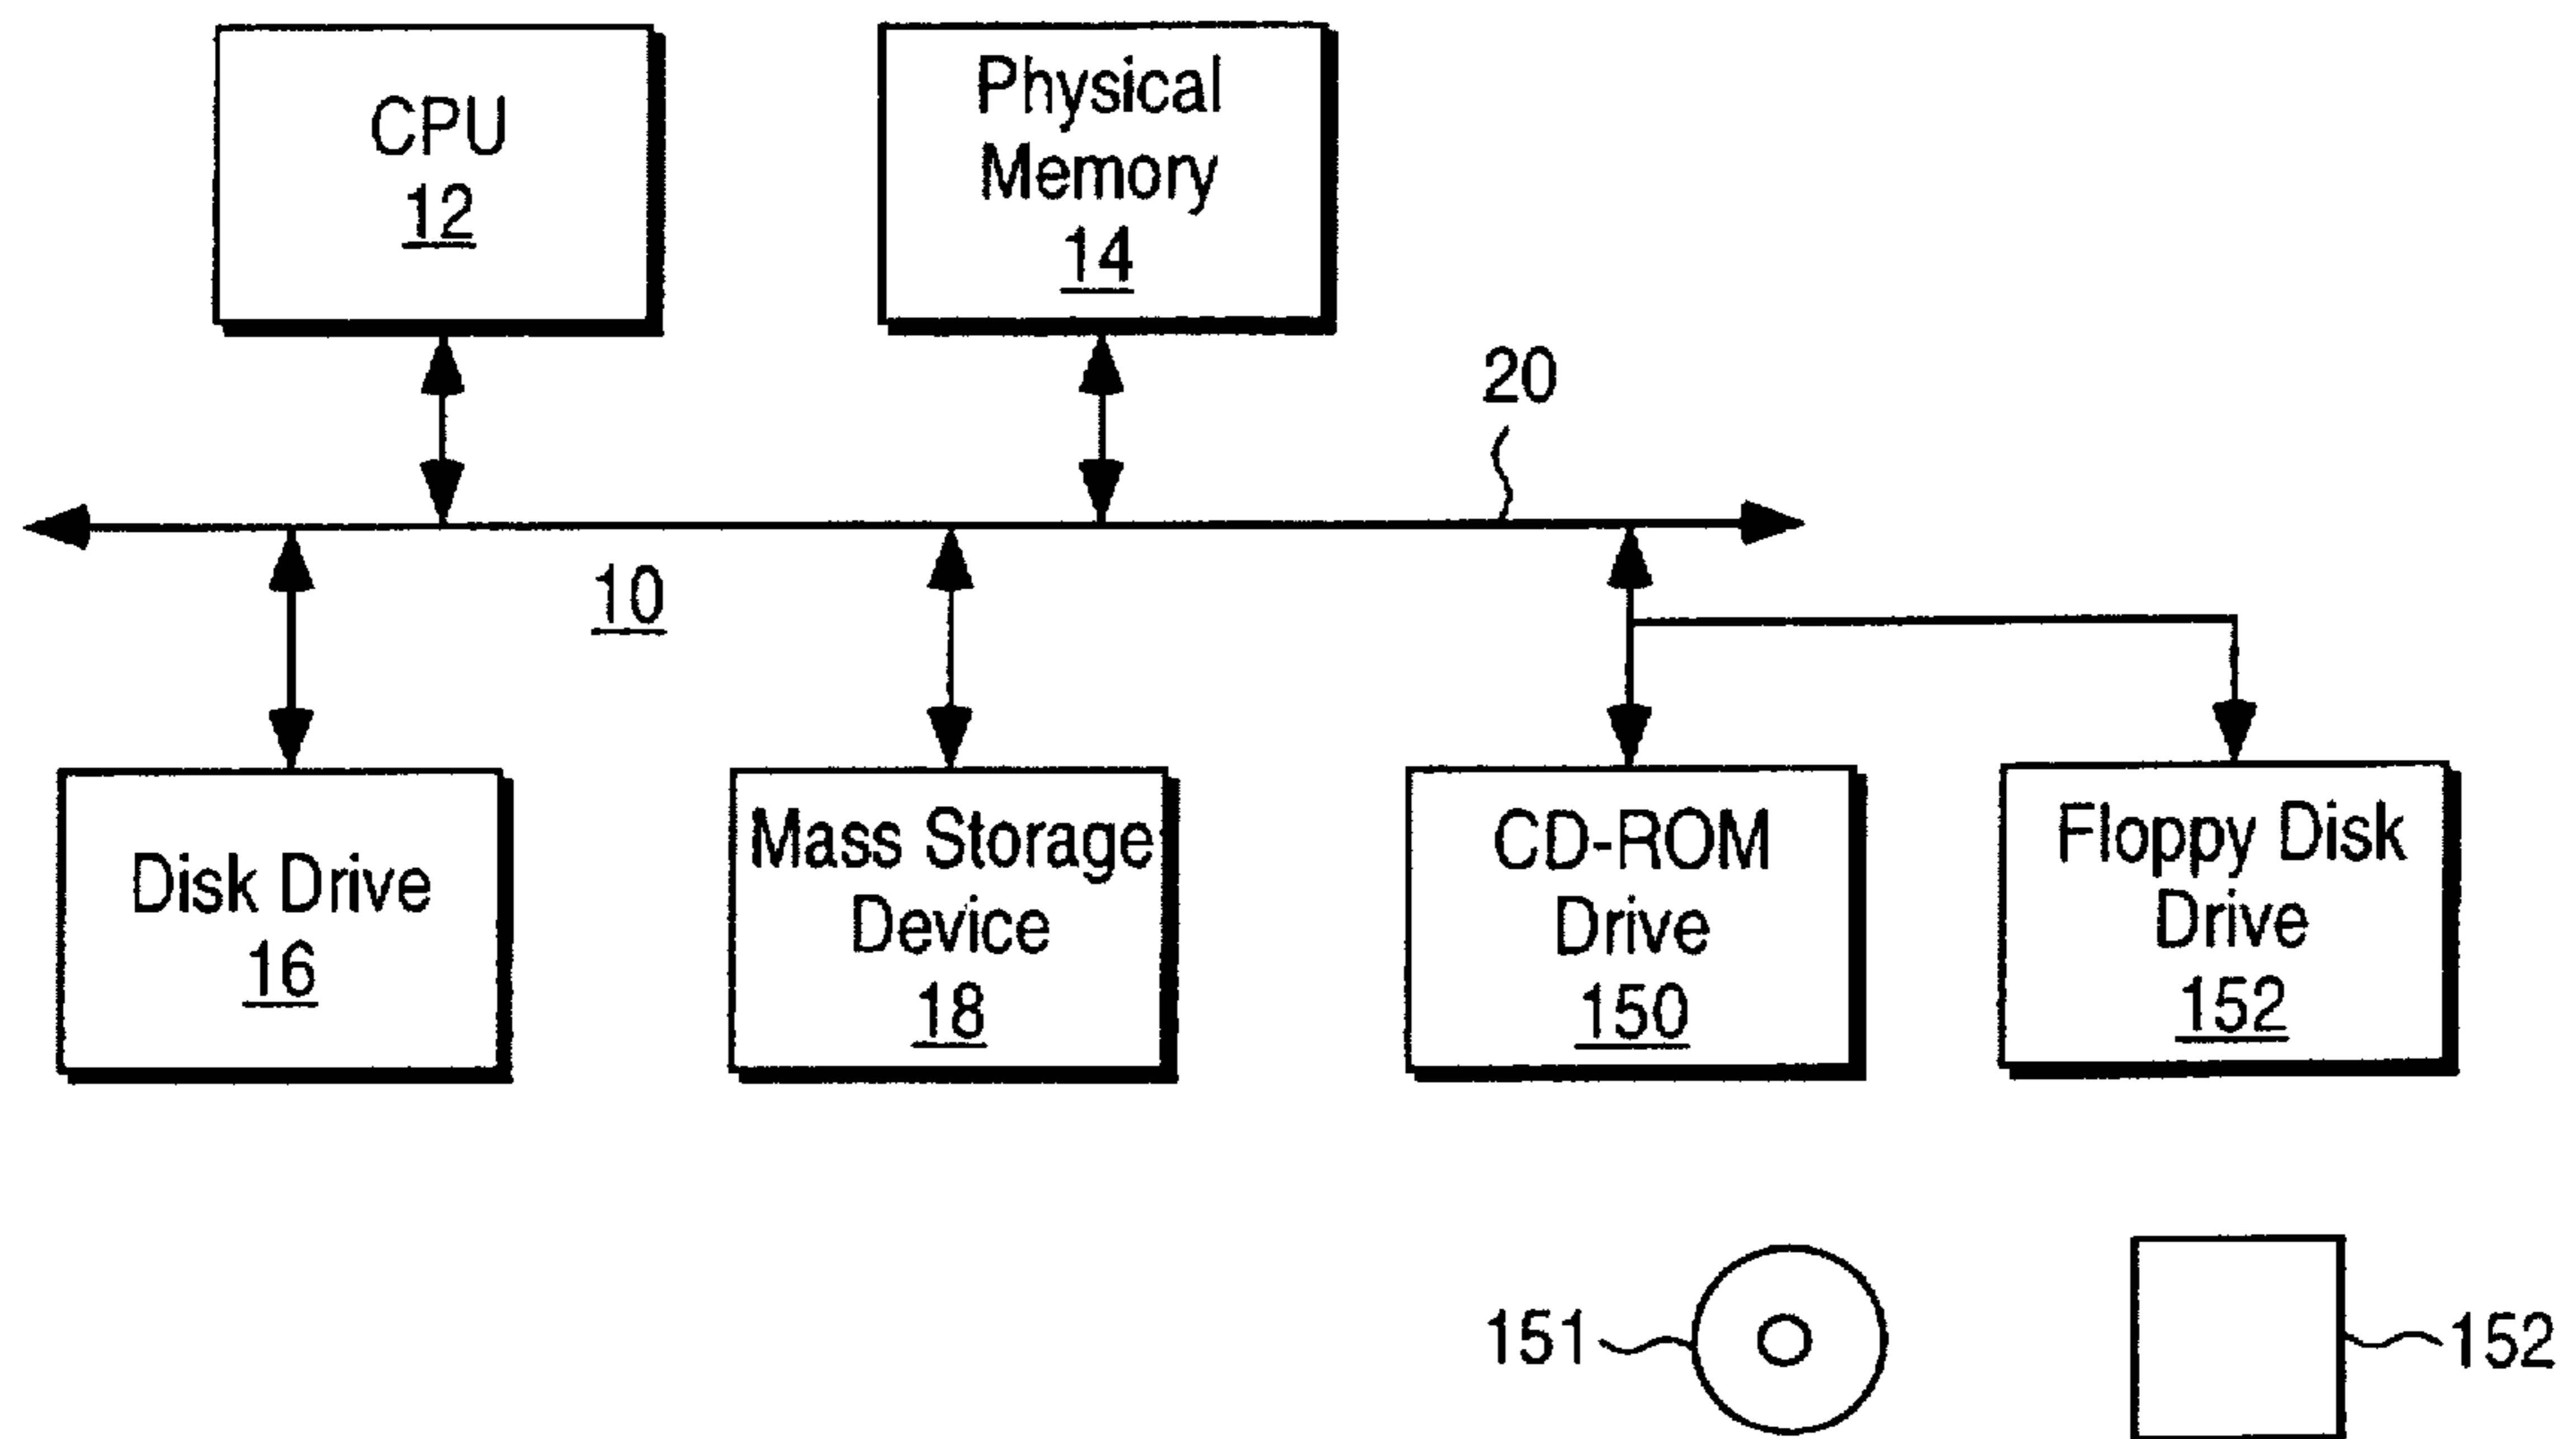 CPU
12
Physical
Memory
14
20
10
Disk Drive
16
Mass Storage
Device
18
CD-ROM
Drive
150
Floppy Disk
Drive
152
151
152